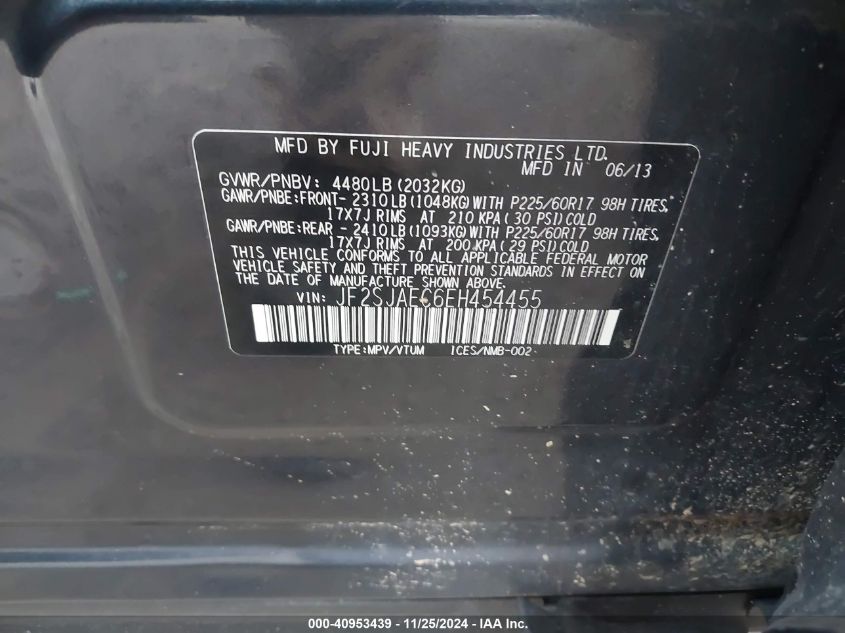 MFD BY FUJI HEAVY INDUSTRIES LTD.
MFD IN 06/13
GVWR/PNBV: 4480LB (2032KG)
GAWR/PNBE:FRONT- 2310LB (1048KG) WITH P225/60R17 98H TIRES,
17X7J RIMS AT 210 KPA ( 30 PSI) COLD
GAWR/PNBE:REAR - 2410LB (1093KG) WITH P225/60R17 98H TIRES,
17X7J RIMS AT 200 KPA ( 29 PSI) COLD
THIS VEHICLE CONFORMS TO ALL APPLICABLE FEDERAL MOTOR
VEHICLE SAFETY AND THEFT PREVENTION STANDARDS IN EFFECT ON
THE DATE OF MANUFACTURE SHOWN ABOVE.
VIN: JF2SJAEC6EH454455
TYPE:MPV/VTUM ICES/NMB-002
000-40953439 - 11/25/2024 - IAA Inc.